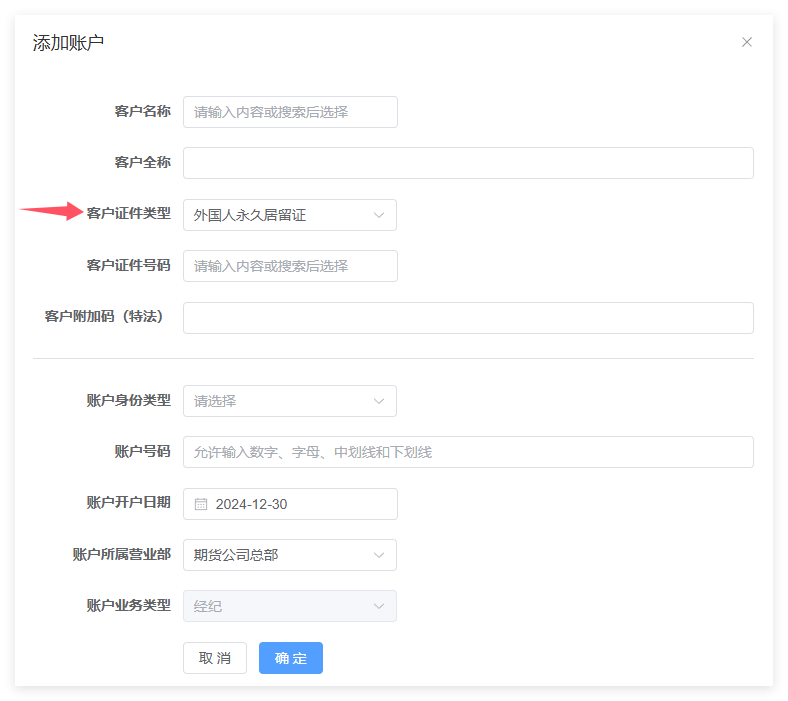 添加账户
客户名称 请输入内容或搜索后选择
客户全称
客户证件类型 外国人永久居留证
客户证件号码 请输入内容或搜索后选择
客户附加码（特法）
账户身份类型 请选择
账户号码 允许输入数字、字母、中划线和下划线
账户开户日期 2024-12-30
账户所属营业部 期货公司总部
账户业务类型 经纪
取 消 确 定